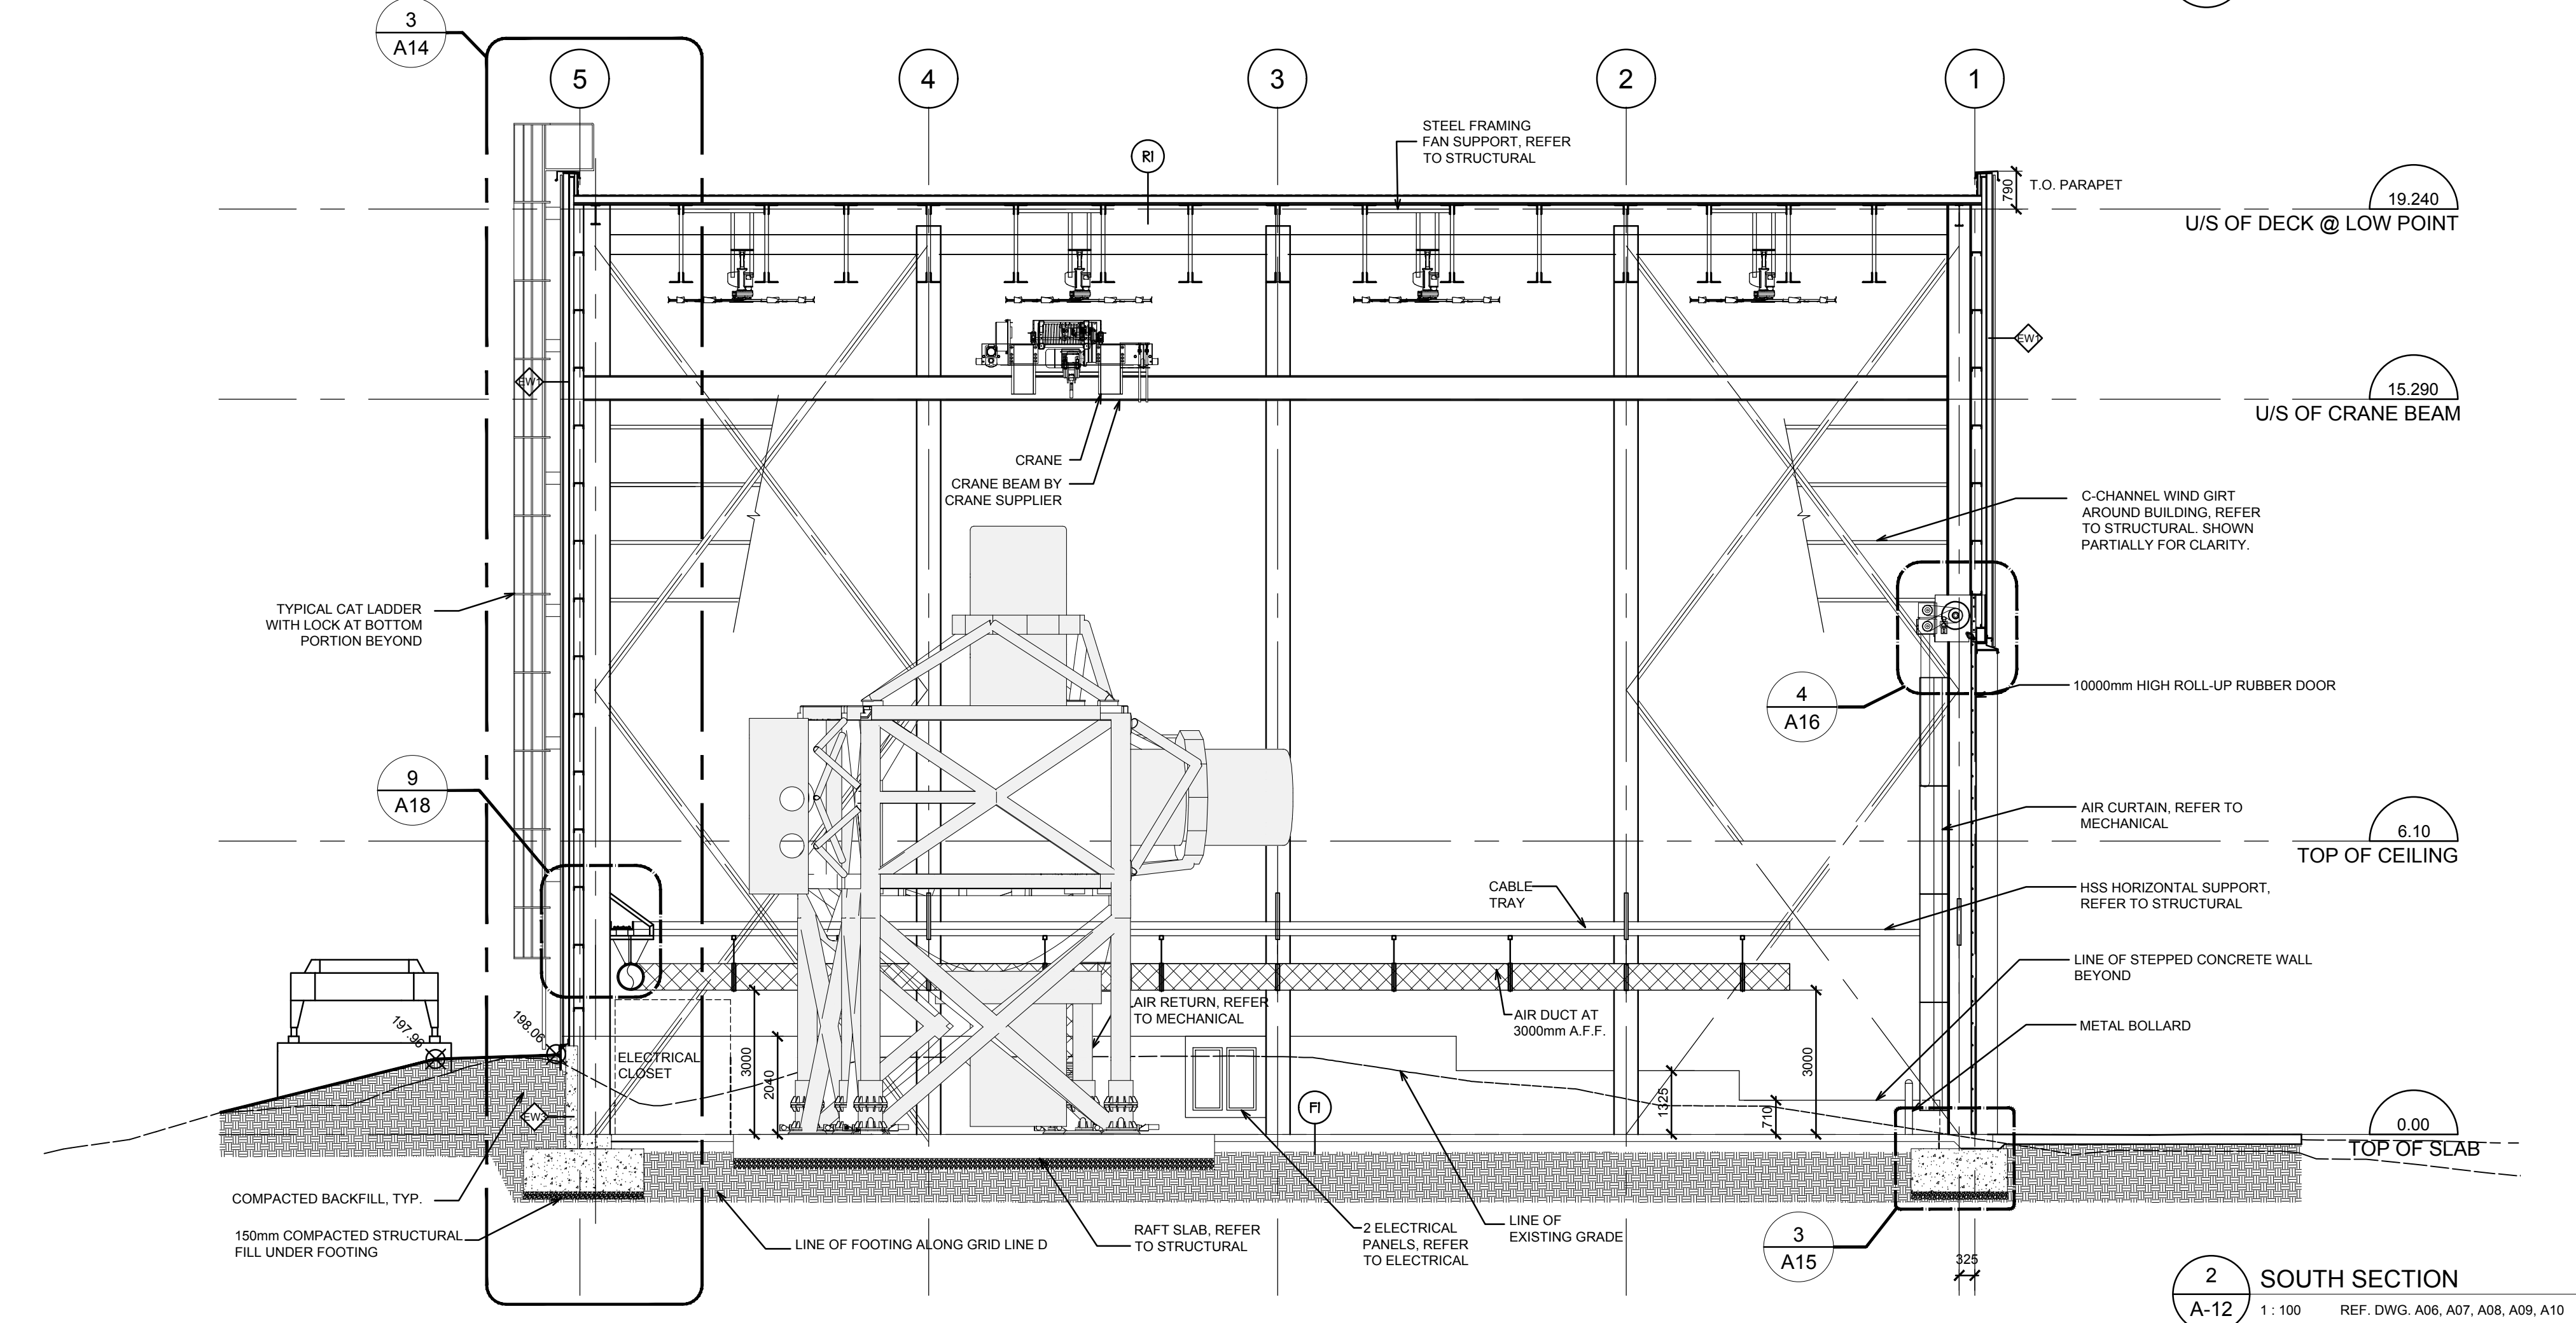 3
A14
5
4
3
2
1
STEEL FRAMING
FAN SUPPORT, REFER
TO STRUCTURAL
R1
790
T.O. PARAPET
19.240
U/S OF DECK @ LOW POINT
EW1
EW1
15.290
U/S OF CRANE BEAM
CRANE
CRANE BEAM BY
CRANE SUPPLIER
C-CHANNEL WIND GIRT
AROUND BUILDING, REFER
TO STRUCTURAL. SHOWN
PARTIALLY FOR CLARITY.
TYPICAL CAT LADDER
WITH LOCK AT BOTTOM
PORTION BEYOND
4
A16
10000mm HIGH ROLL-UP RUBBER DOOR
9
A18
AIR CURTAIN, REFER TO
MECHANICAL
6.10
TOP OF CEILING
CABLE
TRAY
HSS HORIZONTAL SUPPORT,
REFER TO STRUCTURAL
LINE OF STEPPED CONCRETE WALL
BEYOND
AIR RETURN, REFER
TO MECHANICAL
AIR DUCT AT
3000mm A.F.F.
METAL BOLLARD
197.96
198.06
ELECTRICAL
CLOSET
3000
2040
1325
710
3000
EW3
F1
0.00
TOP OF SLAB
COMPACTED BACKFILL, TYP.
150mm COMPACTED STRUCTURAL
FILL UNDER FOOTING
LINE OF FOOTING ALONG GRID LINE D
RAFT SLAB, REFER
TO STRUCTURAL
2 ELECTRICAL
PANELS, REFER
TO ELECTRICAL
LINE OF
EXISTING GRADE
3
A15
325
2
A-12
SOUTH SECTION
1 : 100
REF. DWG. A06, A07, A08, A09, A10